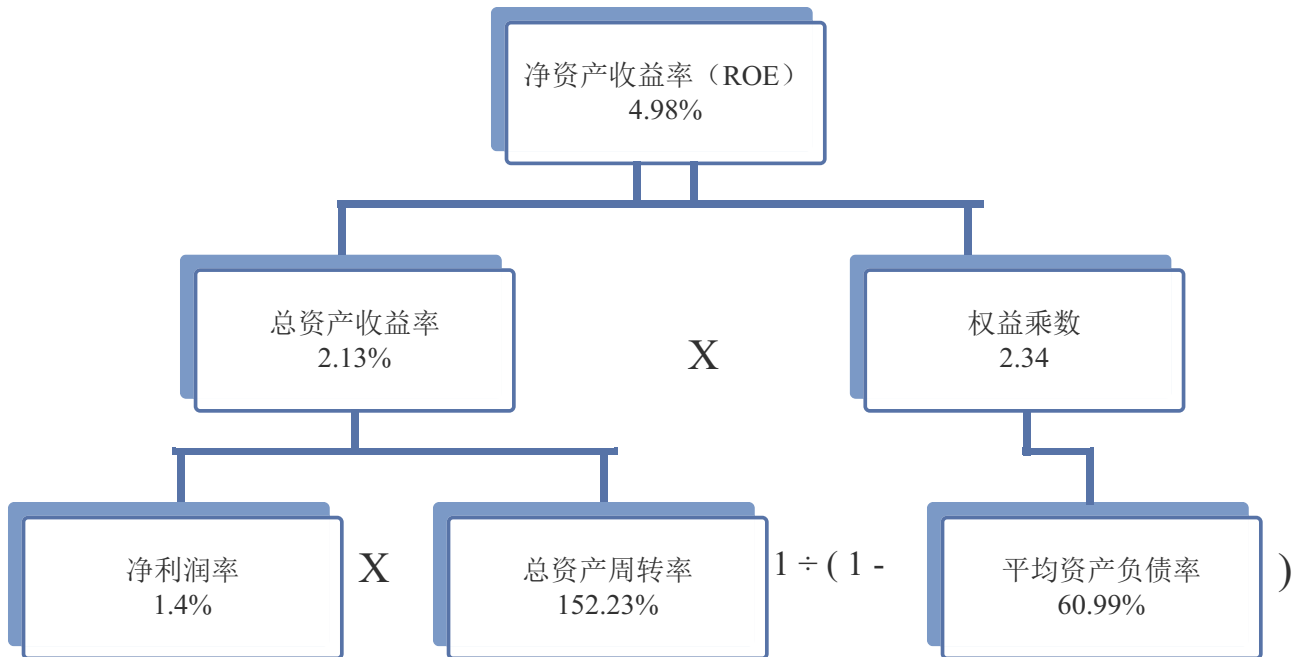 净资产收益率（ROE）
4.98%
总资产收益率
2.13%
X
权益乘数
2.34
净利润率
1.4%
X
总资产周转率
152.23%
1 ÷ ( 1 -
平均资产负债率
60.99%
)